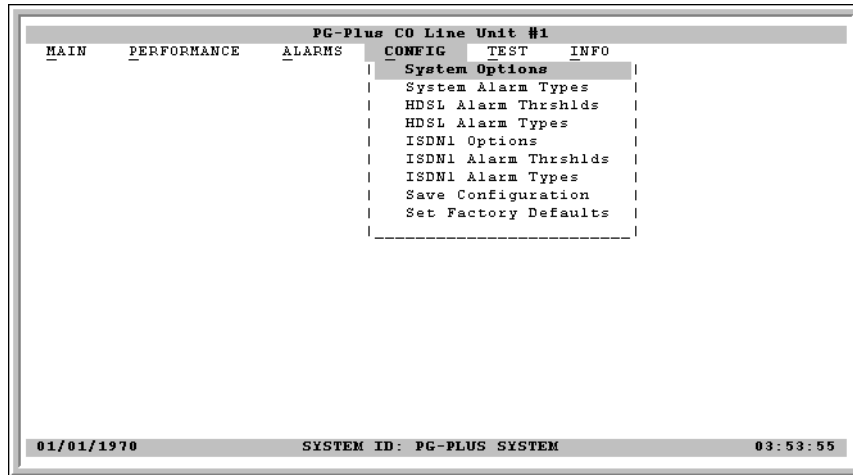 PG-Plus CO Line Unit #1
MAIN PERFORMANCE ALARMS CONFIG TEST INFO
System Options
System Alarm Types
HDSL Alarm Thrshlds
HDSL Alarm Types
ISDN1 Options
ISDN1 Alarm Thrshlds
ISDN1 Alarm Types
Save Configuration
Set Factory Defaults
01/01/1970 SYSTEM ID: PG-PLUS SYSTEM 03:53:55